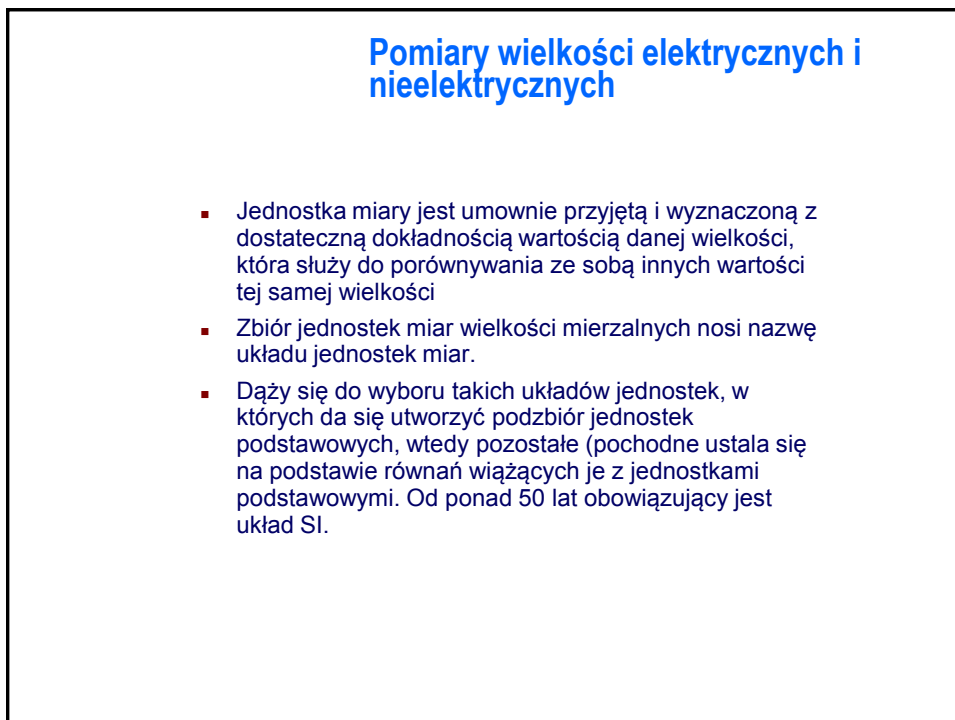 Pomiary wielkości elektrycznych i
nieelektrycznych
Jednostka miary jest umownie przyjętą i wyznaczoną z
dostateczną dokładnością wartością danej wielkości,
która służy do porównywania ze sobą innych wartości
tej samej wielkości
Zbiór jednostek miar wielkości mierzalnych nosi nazwę
układu jednostek miar.
Dąży się do wyboru takich układów jednostek, w
których da się utworzyć podzbiór jednostek
podstawowych, wtedy pozostałe (pochodne ustala się
na podstawie równań wiążących je z jednostkami
podstawowymi. Od ponad 50 lat obowiązujący jest
układ SI.